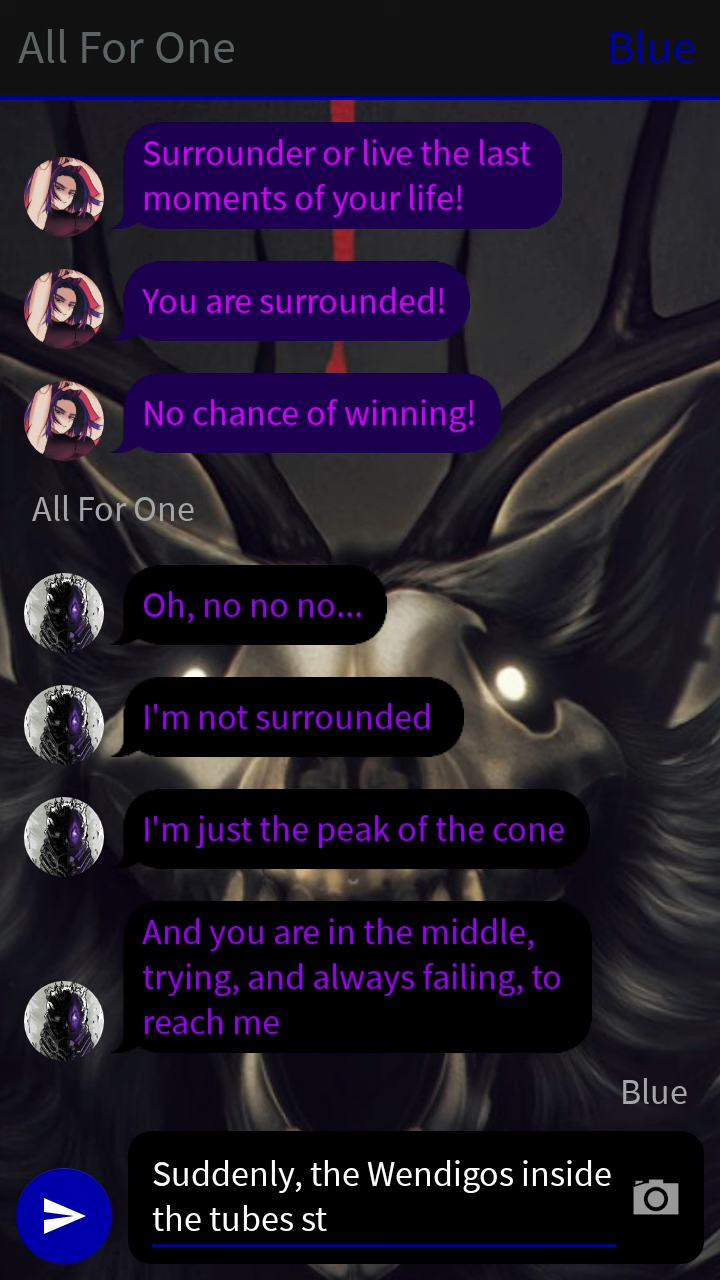 All For One
Blue
Surrounder or live the last
moments of your life!
You are surrounded!
No chance of winning!
All For One
Oh, no no no...
I'm not surrounded
I'm just the peak of the cone
And you are in the middle,
trying, and always failing, to
reach me
Blue
Suddenly, the Wendigos inside
the tubes st